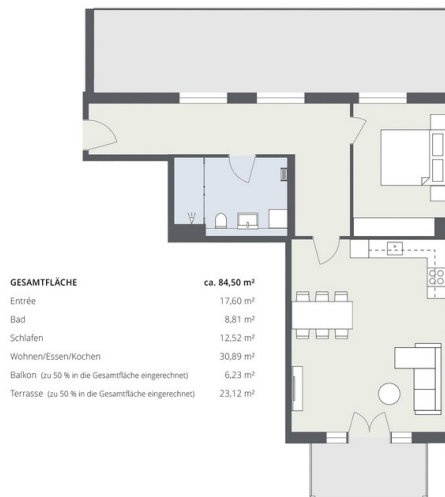 GESAMTFLÄCHE ca. 84,50 m²
Entrée 17,60 m²
Bad 8,81 m²
Schlafen 12,52 m²
Wohnen/Essen/Kochen 30,89 m²
Balkon (zu 50 % in die Gesamtfläche eingerechnet) 6,23 m²
Terrasse (zu 50 % in die Gesamtfläche eingerechnet) 23,12 m²